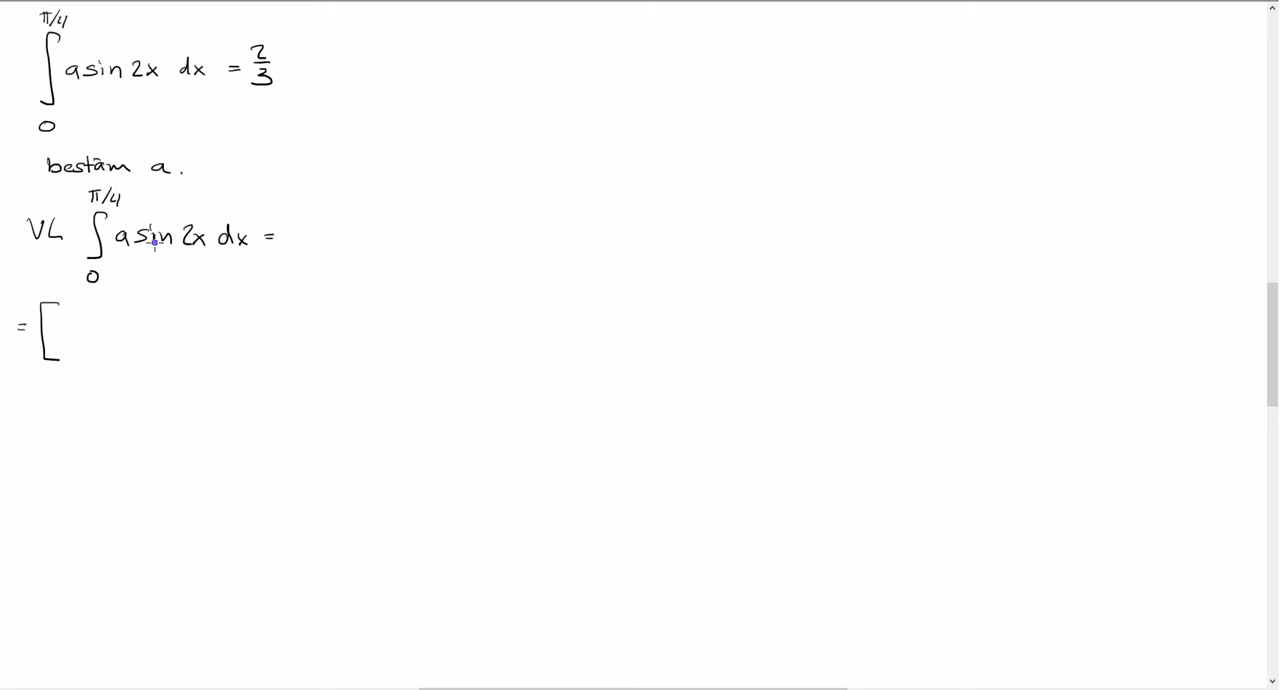 ∫₀^π/4 a sin 2x dx = 2/3
bestäm a.
VL ∫₀^π/4 a sin 2x dx =
= [